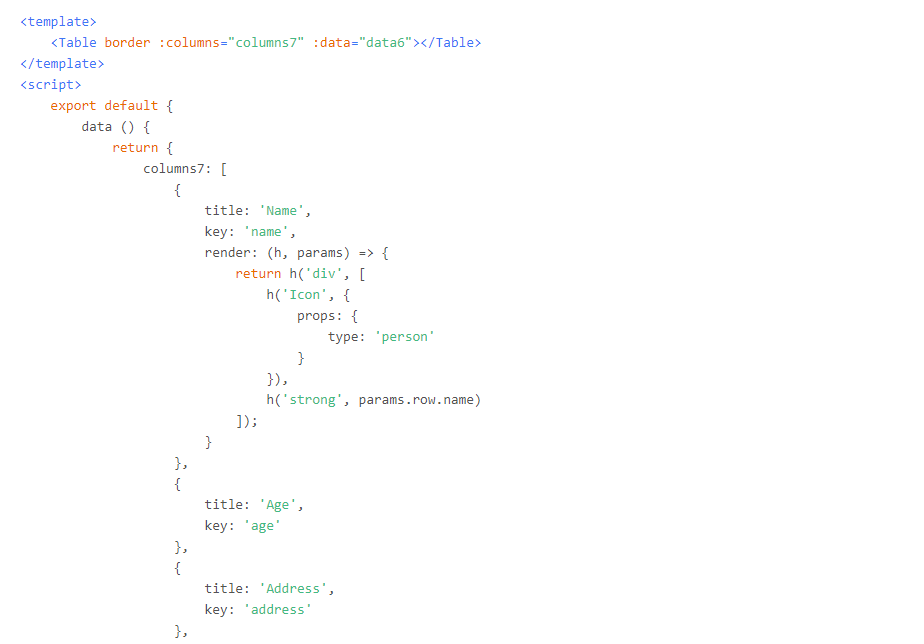 <template>
    <Table border :columns="columns7" :data="data6"></Table>
</template>
<script>
    export default {
        data () {
            return {
                columns7: [
                    {
                        title: 'Name',
                        key: 'name',
                        render: (h, params) => {
                            return h('div', [
                                h('Icon', {
                                    props: {
                                        type: 'person'
                                    }
                                }),
                                h('strong', params.row.name)
                            ]);
                        }
                    },
                    {
                        title: 'Age',
                        key: 'age'
                    },
                    {
                        title: 'Address',
                        key: 'address'
                    },